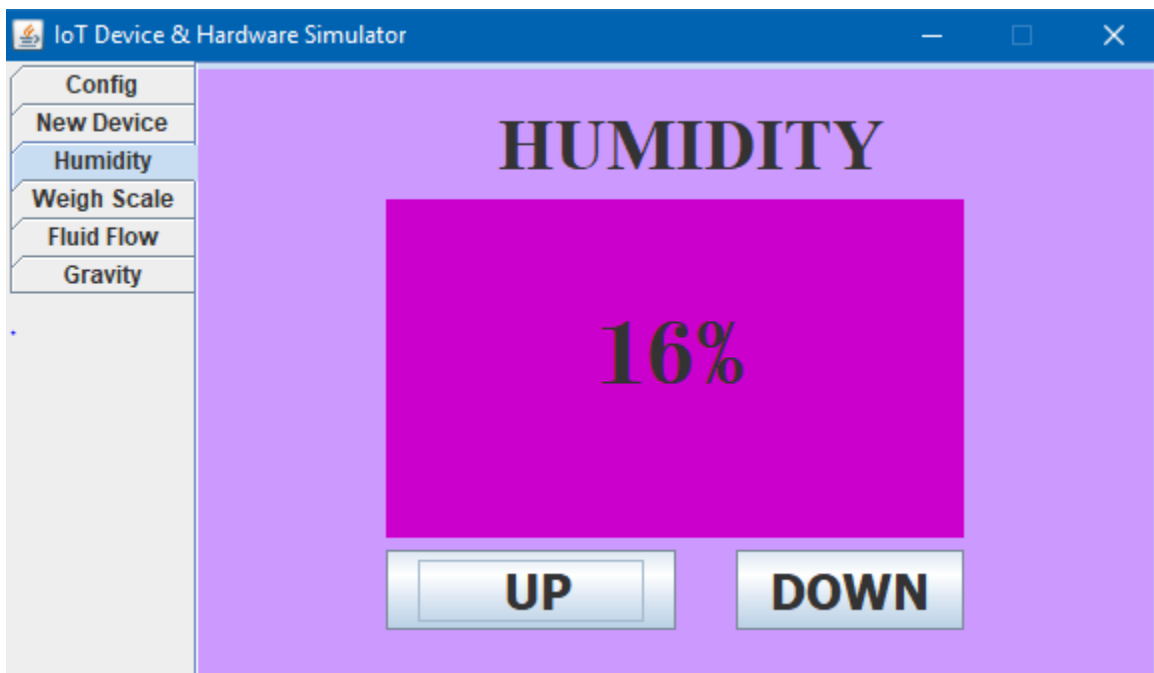 IoT Device & Hardware Simulator
Config
New Device
Humidity
Weigh Scale
Fluid Flow
Gravity
HUMIDITY
16%
UP
DOWN